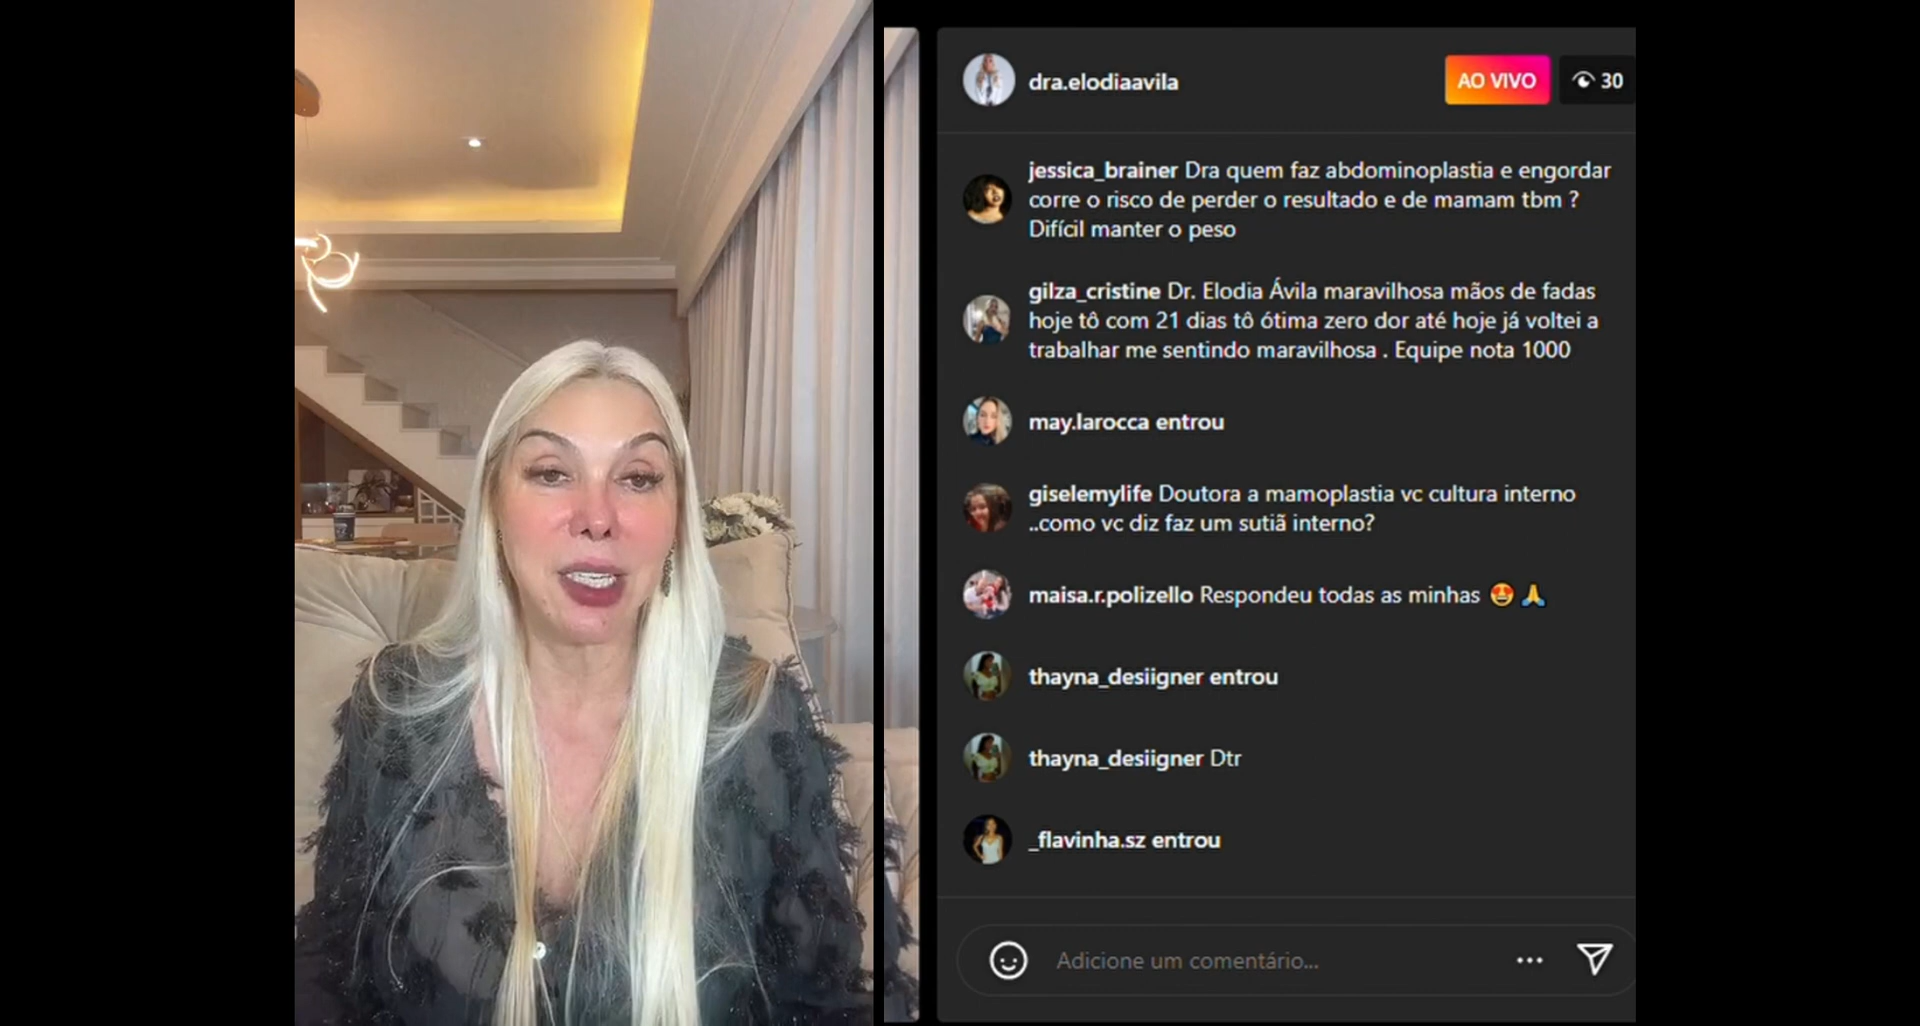 dra.elodiaavila
AO VIVO
30
jessica_brainer Dra quem faz abdominoplastia e engordar
corre o risco de perder o resultado e de mamam tbm ?
Difícil manter o peso
gilza_cristine Dr. Elodia Ávila maravilhosa mãos de fadas
hoje tô com 21 dias tô ótima zero dor até hoje já voltei a
trabalhar me sentindo maravilhosa . Equipe nota 1000
may.larocca entrou
giselemylife Doutora a mamoplastia vc cultura interno
..como vc diz faz um sutiã interno?
maisa.r.polizello Respondeu todas as minhas 😍 🙏
thayna_desiigner entrou
thayna_desiigner Dtr
_flavinha.sz entrou
Adicione um comentário...